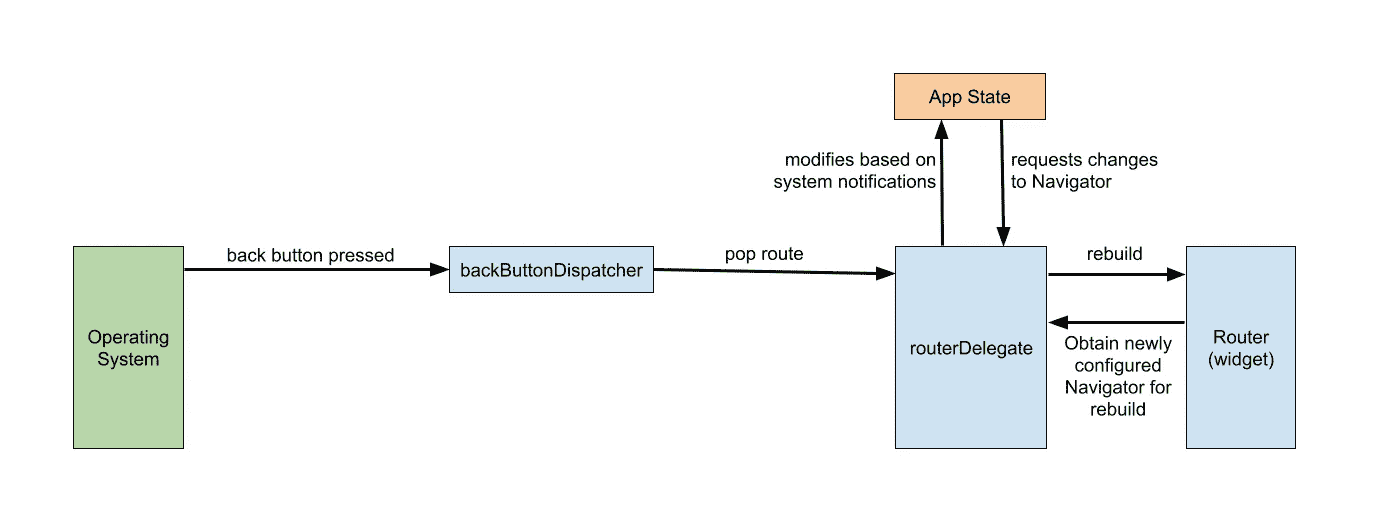 App State
modifies based on
system notifications
requests changes
to Navigator
back button pressed
backButtonDispatcher
pop route
rebuild
Operating
System
routerDelegate
Obtain newly
configured
Navigator for
rebuild
Router
(widget)